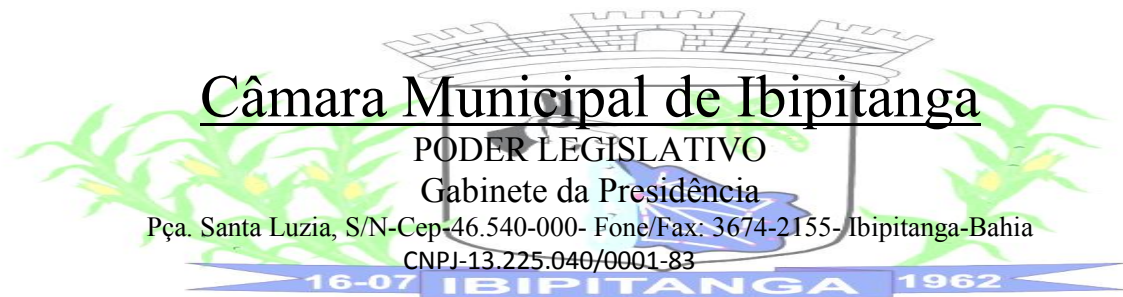 Câmara Municipal de Ibipitanga
PODER LEGISLATIVO
Gabinete da Presidência
Pça. Santa Luzia, S/N-Cep-46.540-000- Fone/Fax: 3674-2155- Ibipitanga-Bahia
CNPJ-13.225.040/0001-83
16-07 IBIPITANGA 1962